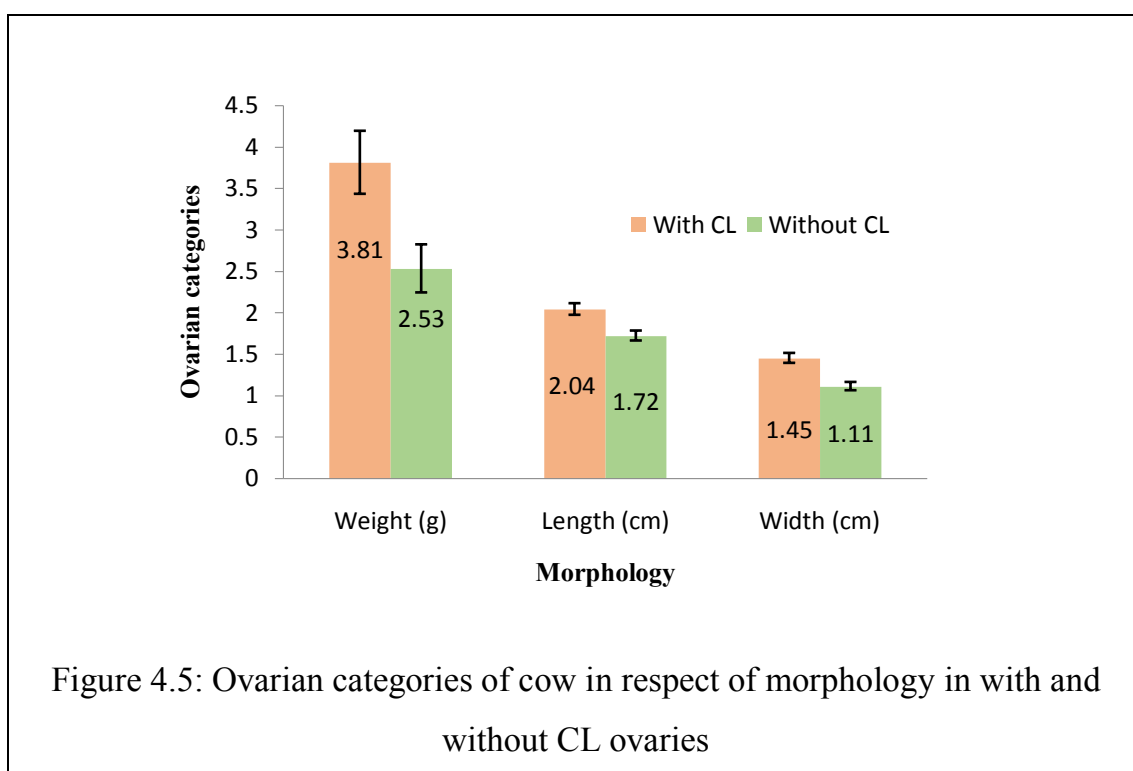 4.5
4
3.5
3
2.5
2
1.5
1
0.5
0
Ovarian categories
With CL Without CL
3.81
2.53
2.04
1.72
1.45
1.11
Weight (g) Length (cm) Width (cm)
Morphology
Figure 4.5: Ovarian categories of cow in respect of morphology in with and
without CL ovaries